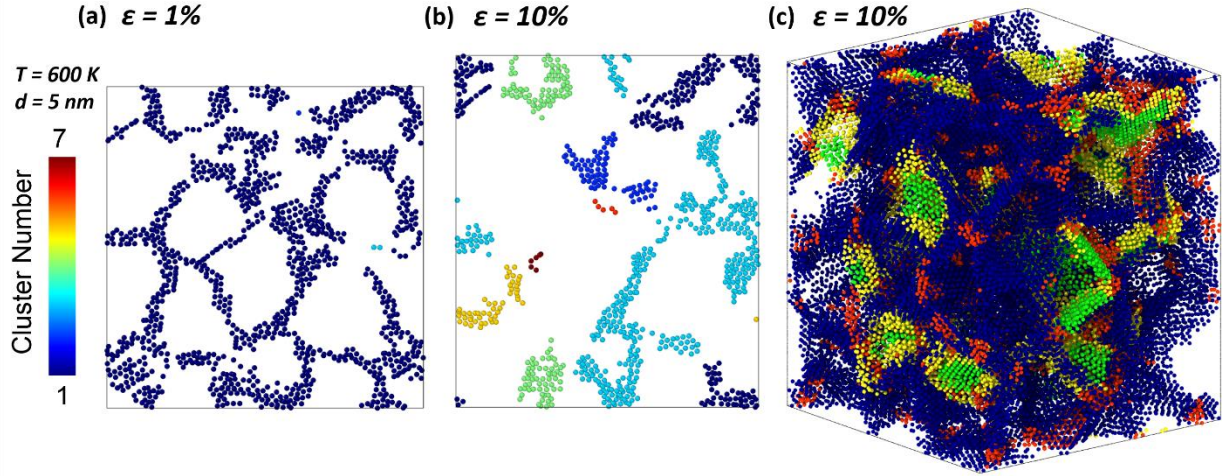 (a) ε = 1%
(b) ε = 10%
(c) ε = 10%
T = 600 K
d = 5 nm
7
Cluster Number
1